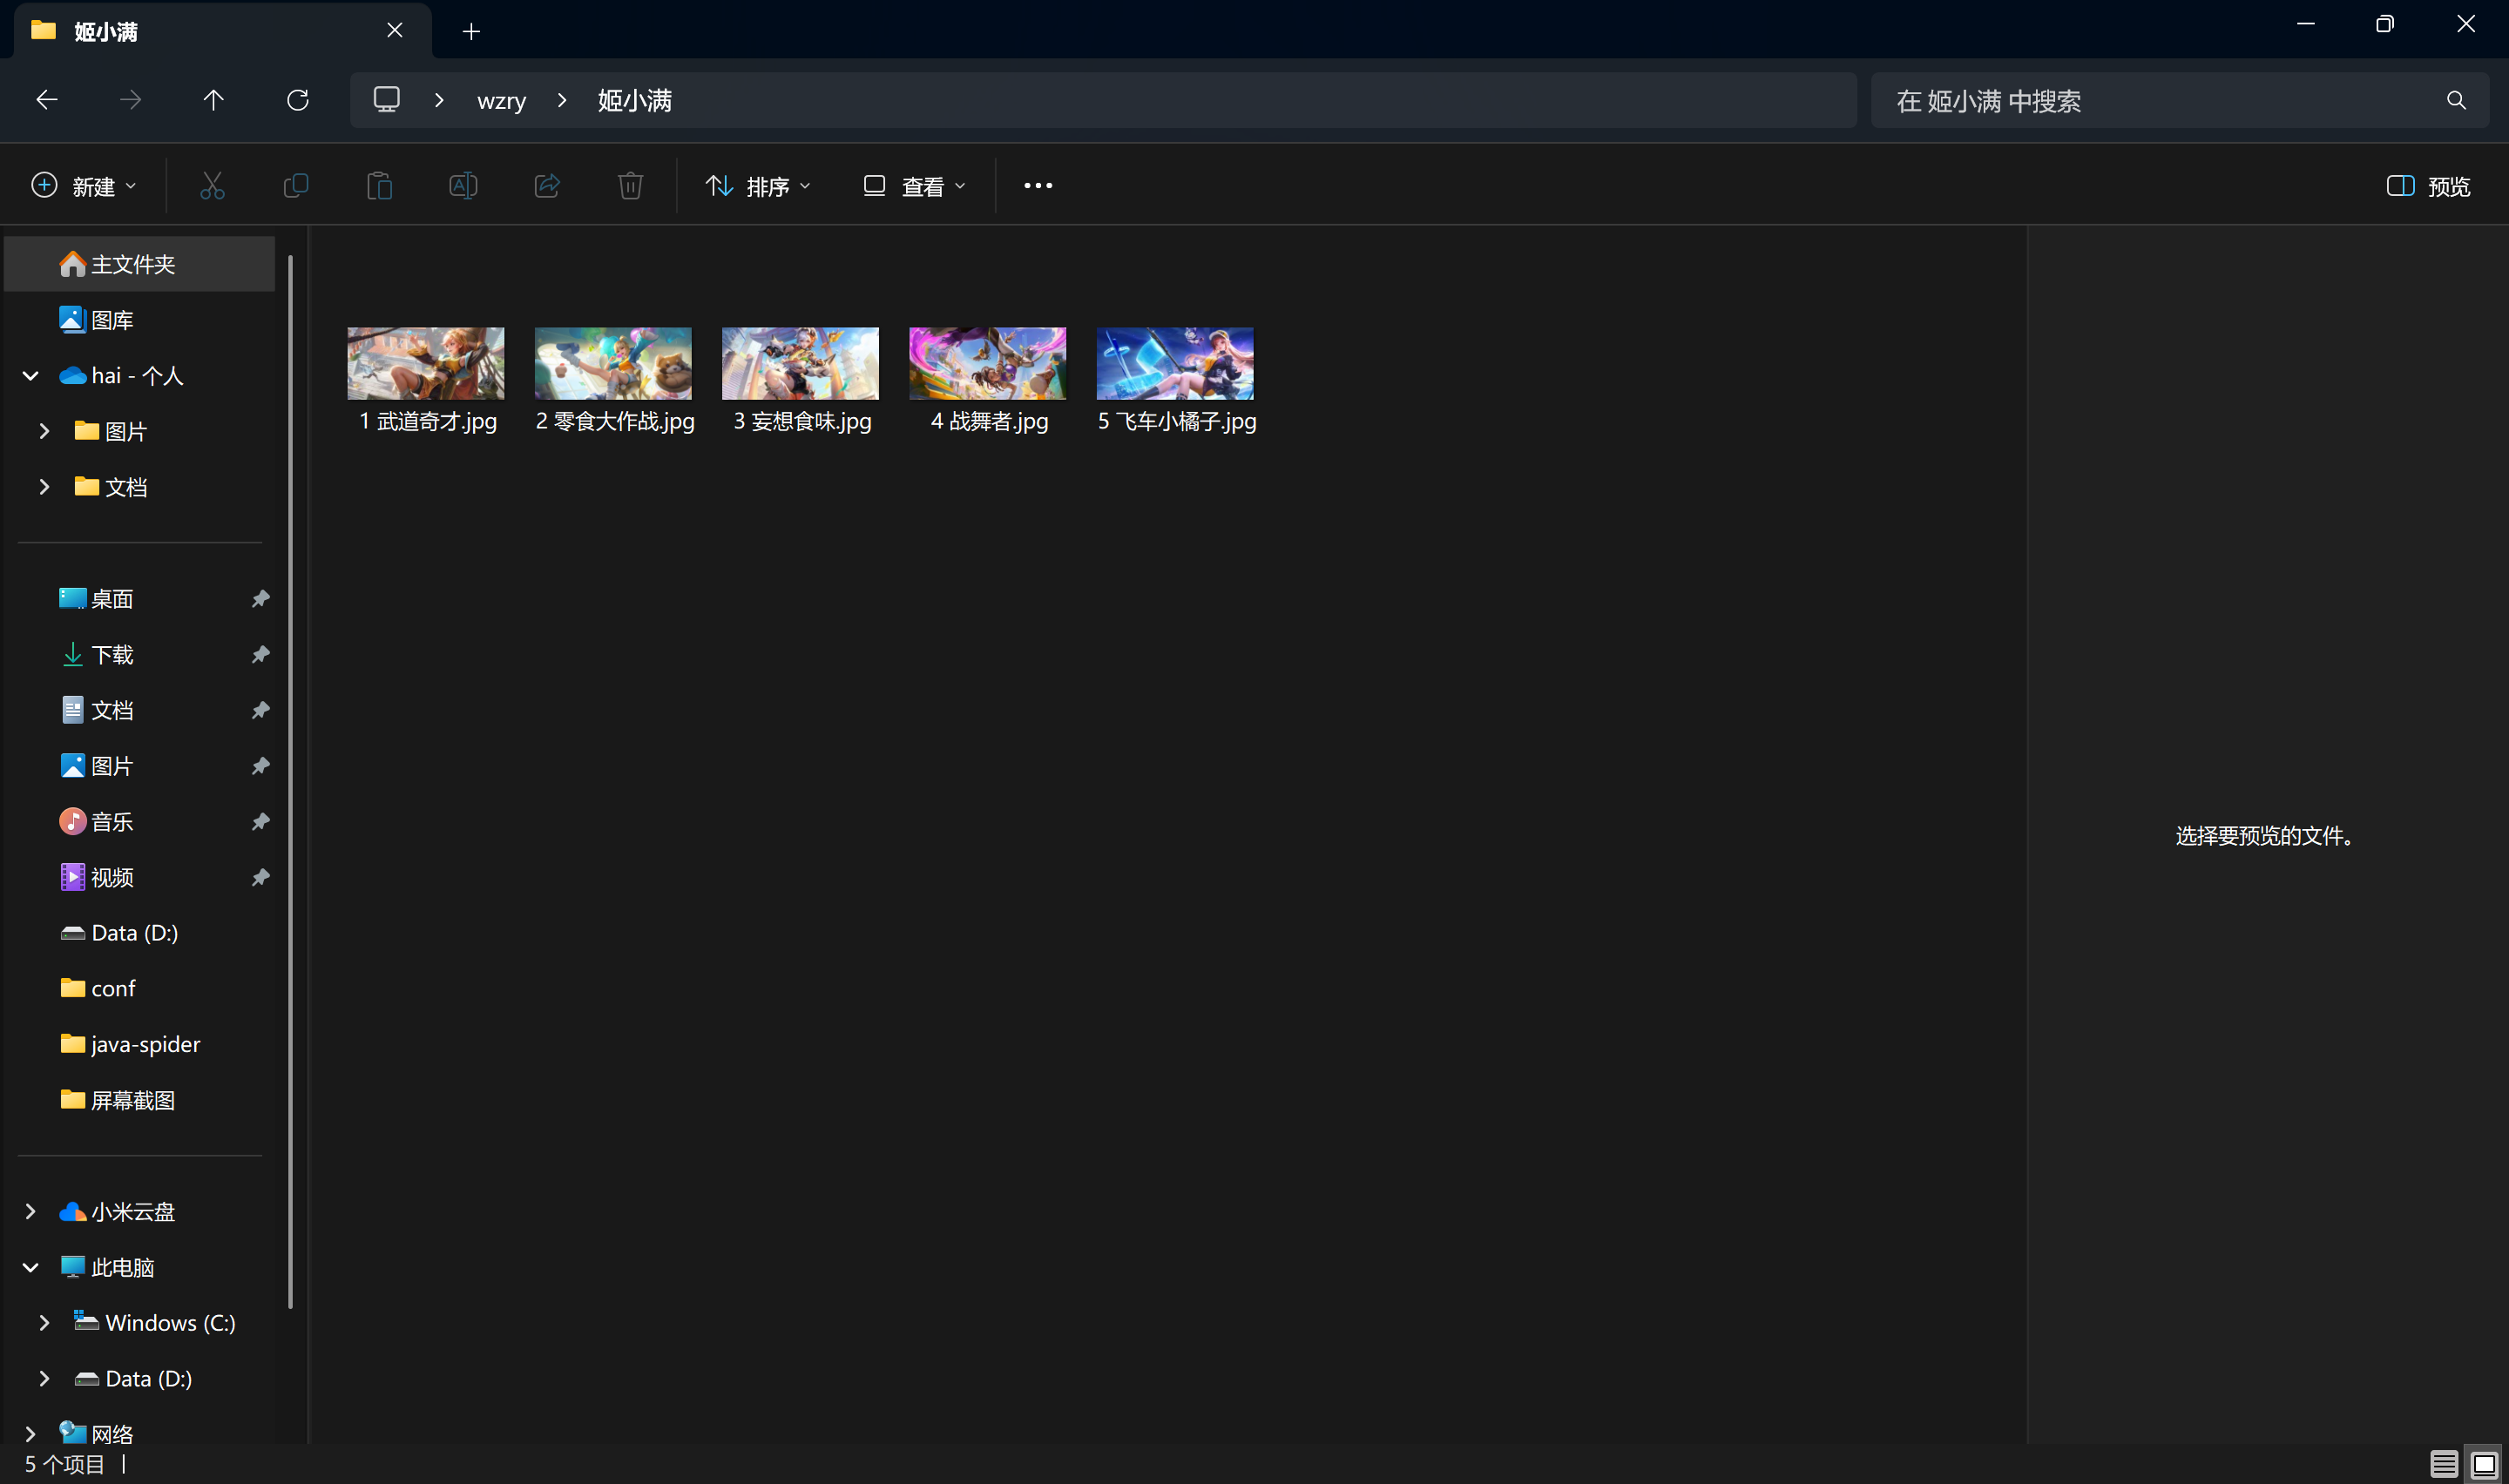 姬小满
wzry
姬小满
在 姬小满 中搜索
新建
排序
查看
预览
主文件夹
图库
hai - 个人
图片
文档
桌面
下载
文档
图片
音乐
视频
Data (D:)
conf
java-spider
屏幕截图
小米云盘
此电脑
Windows (C:)
Data (D:)
网络
1 武道奇才.jpg
2 零食大作战.jpg
3 妄想食味.jpg
4 战舞者.jpg
5 飞车小橘子.jpg
选择要预览的文件。
5 个项目